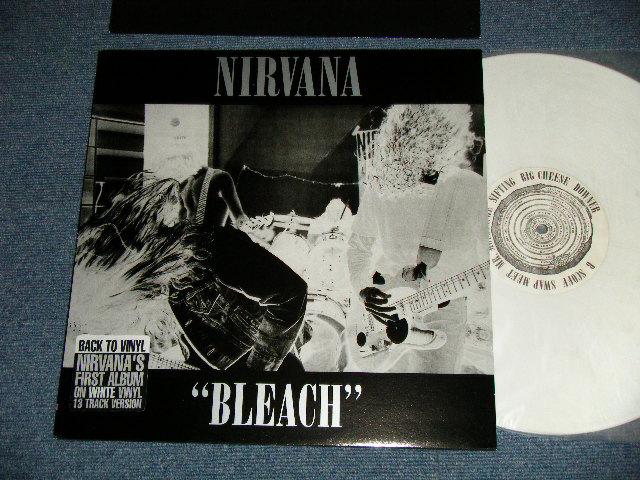 NIRVANA
BACK TO VINYL
NIRVANA'S
FIRST ALBUM
ON WHITE VINYL
13 TRACK VERSION
"BLEACH"
SIFTING BIG CHEESE DOWNER
SCOFF SWAP MEET MR.